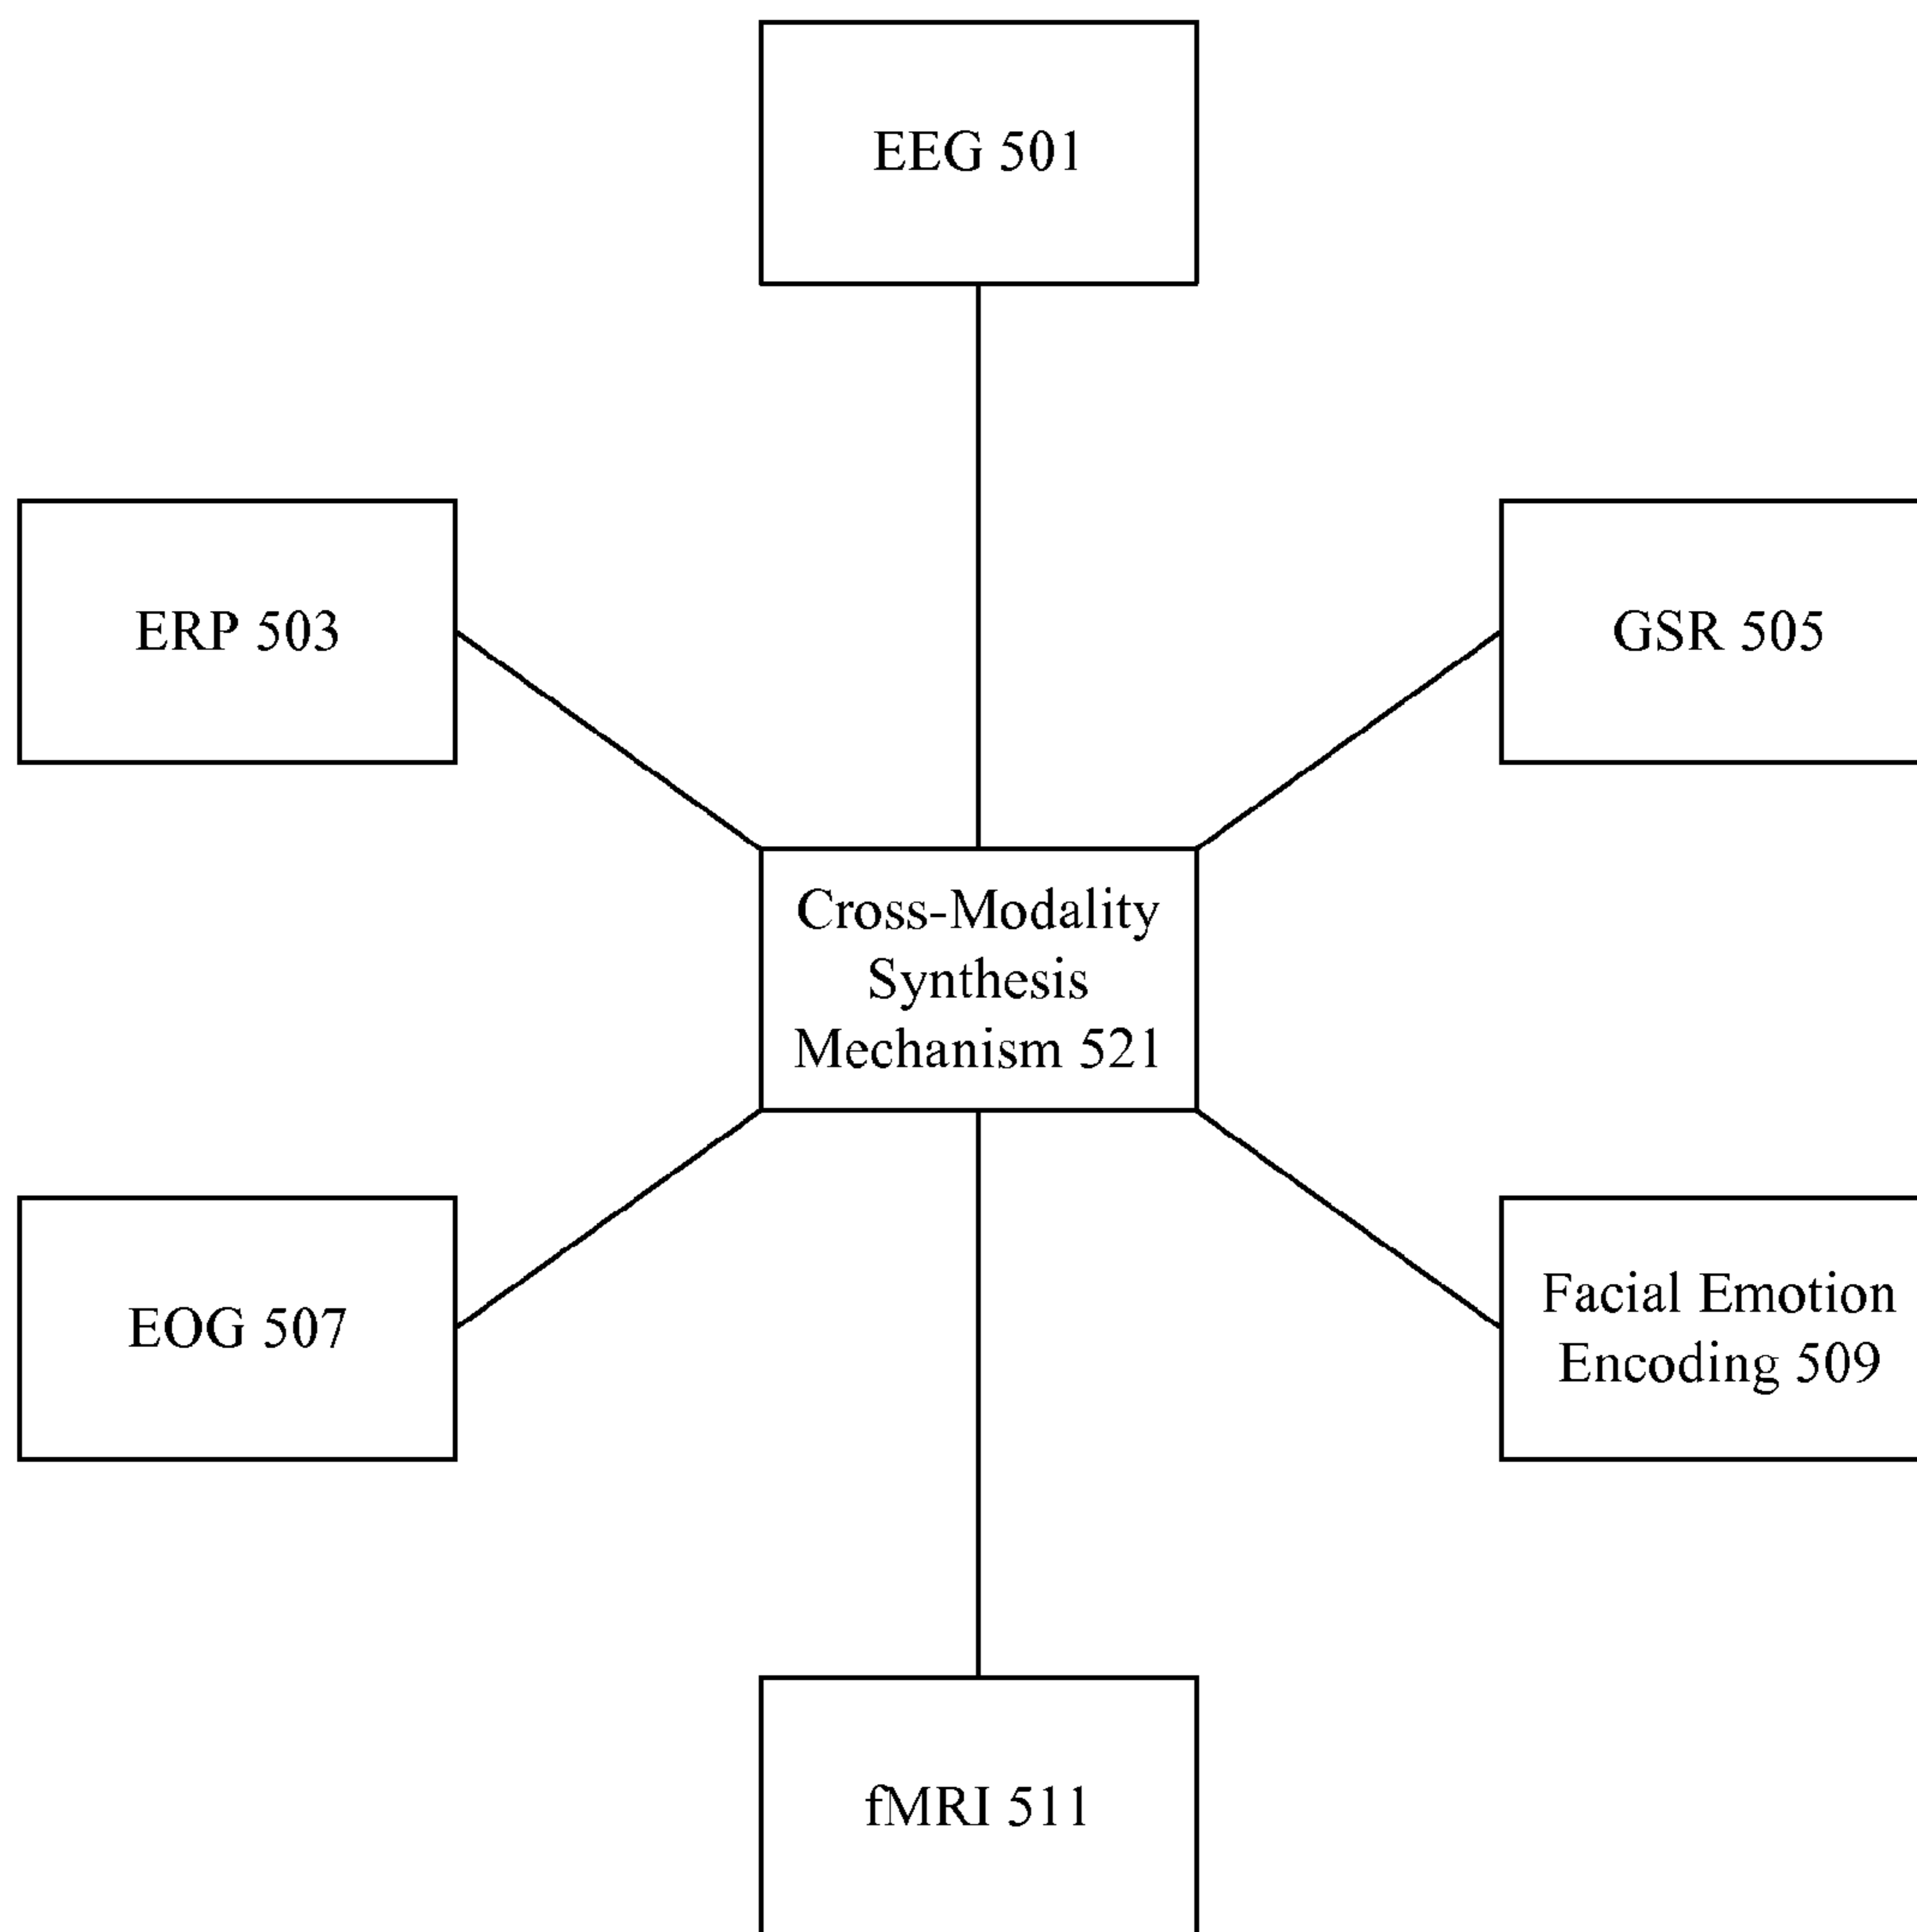 EEG 501
ERP 503
GSR 505
Cross-Modality
Synthesis
Mechanism 521
EOG 507
Facial Emotion
Encoding 509
fMRI 511